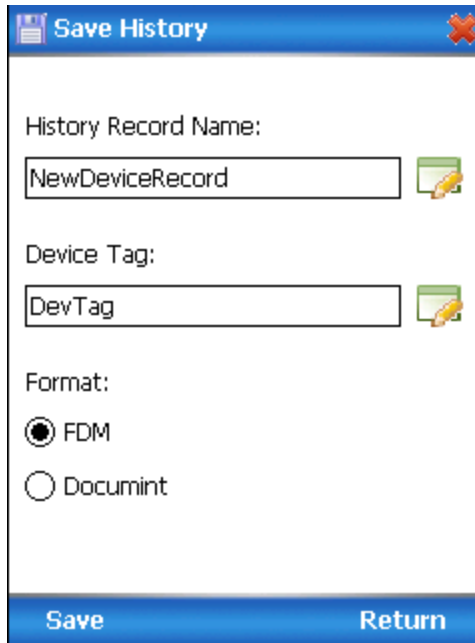 Save History
History Record Name:
NewDeviceRecord
Device Tag:
DevTag
Format:
FDM
Documint
Save Return